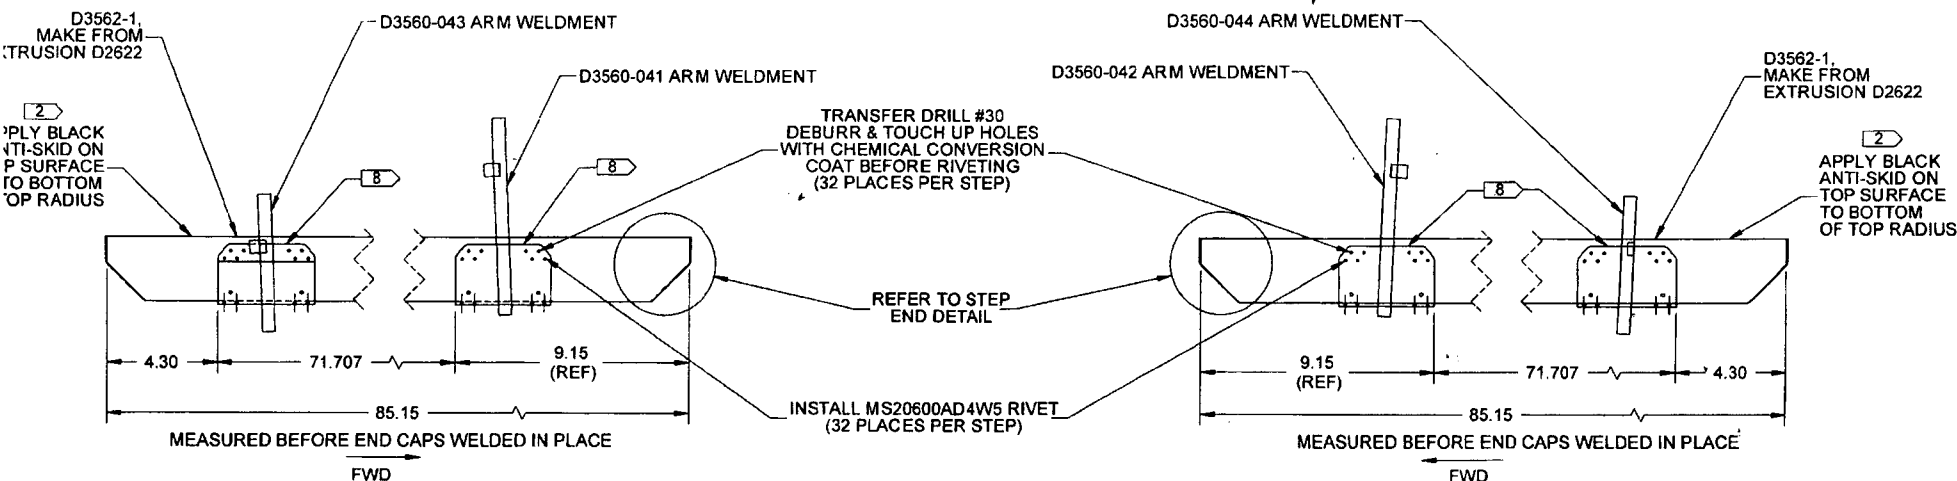 D3562-1,
MAKE FROM
EXTRUSION D2622
D3560-043 ARM WELDMENT
D3560-041 ARM WELDMENT
2
PLY BLACK
NTI-SKID ON
P SURFACE
TO BOTTOM
TOP RADIUS
8
8
TRANSFER DRILL #30
DEBURR & TOUCH UP HOLES
WITH CHEMICAL CONVERSION
COAT BEFORE RIVETING
(32 PLACES PER STEP)
D3560-044 ARM WELDMENT
D3560-042 ARM WELDMENT
D3562-1,
MAKE FROM
EXTRUSION D2622
2
APPLY BLACK
ANTI-SKID ON
TOP SURFACE
TO BOTTOM
OF TOP RADIUS
8
REFER TO STEP
END DETAIL
4.30
71.707
9.15
(REF)
85.15
MEASURED BEFORE END CAPS WELDED IN PLACE
FWD
INSTALL MS20600AD4W5 RIVET
(32 PLACES PER STEP)
9.15
(REF)
71.707
4.30
85.15
MEASURED BEFORE END CAPS WELDED IN PLACE
FWD